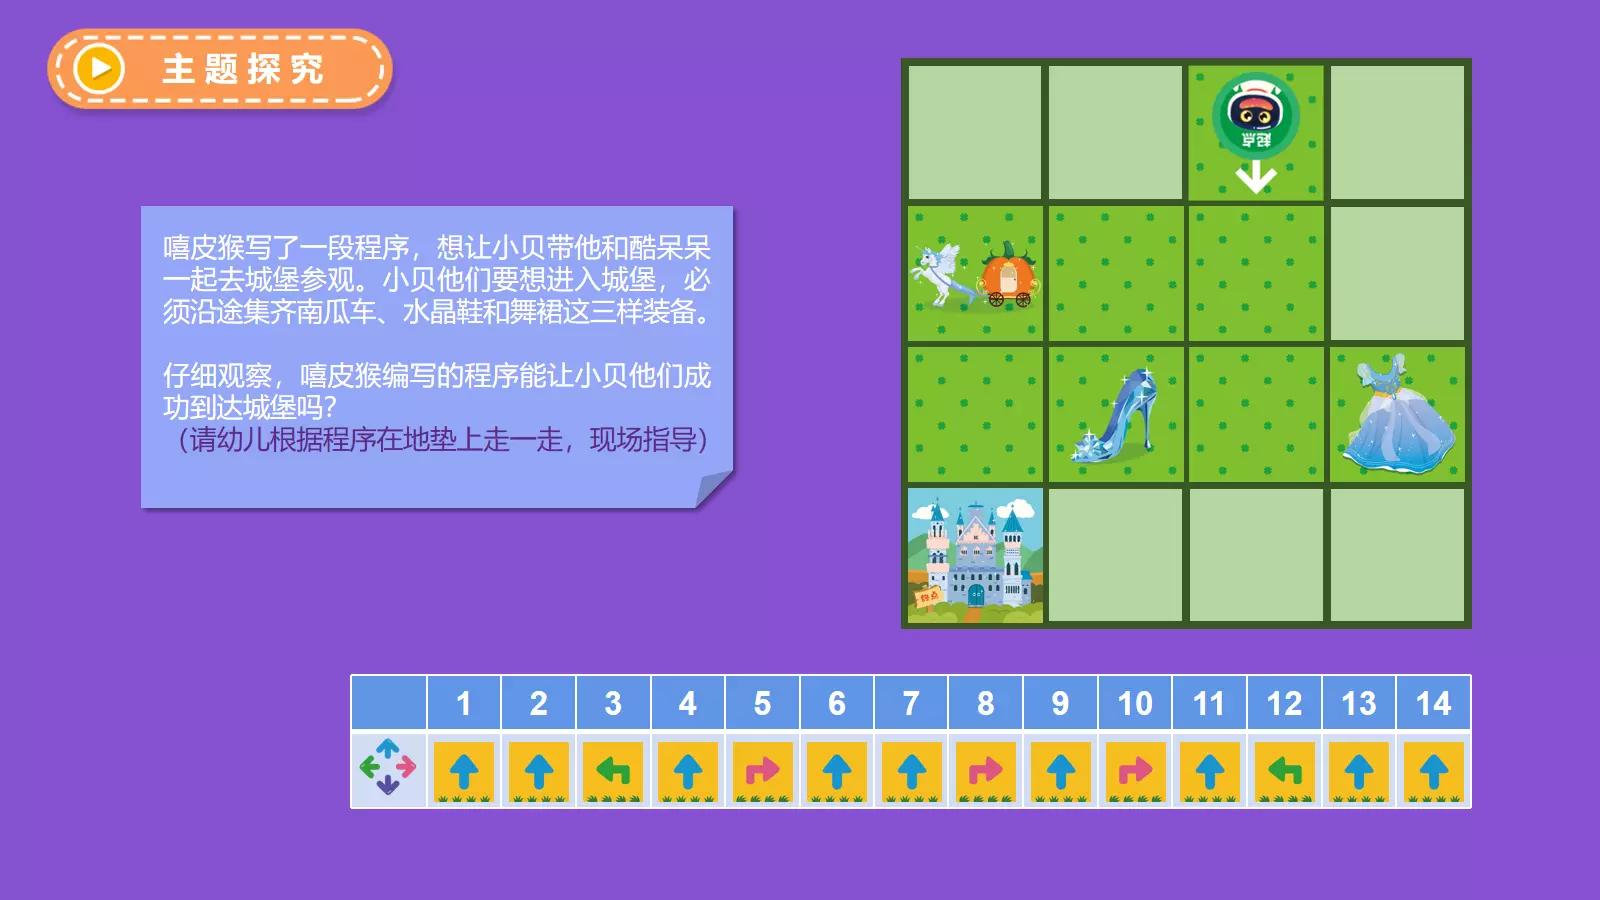 主题探究
起点
嘻皮猴写了一段程序，想让小贝带他和酷呆呆
一起去城堡参观。小贝他们要想进入城堡，必
须沿途集齐南瓜车、水晶鞋和舞裙这三样装备。
仔细观察，嘻皮猴编写的程序能让小贝他们成
功到达城堡吗？
（请幼儿根据程序在地垫上走一走，现场指导）
终点
1 2 3 4 5 6 7 8 9 10 11 12 13 14